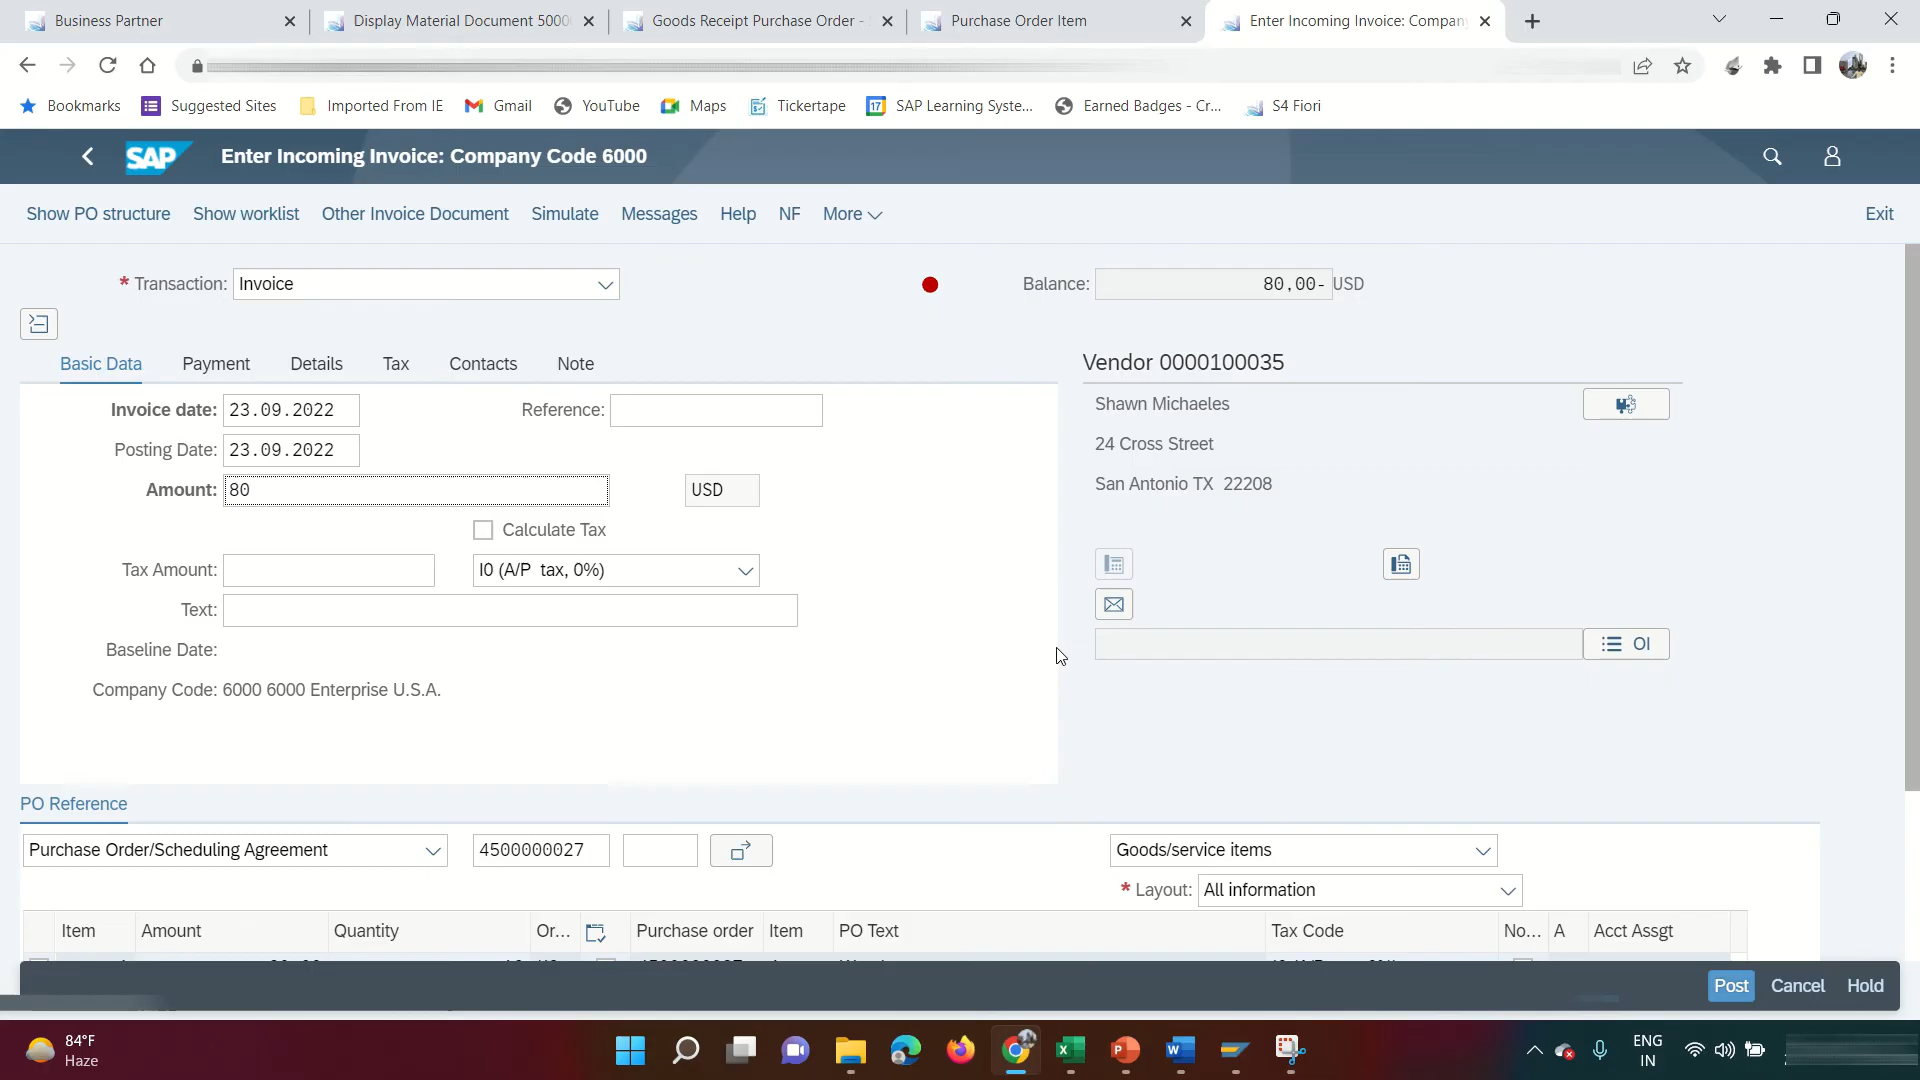 Business Partner
Display Material Document 5000
Goods Receipt Purchase Order -
Purchase Order Item
Enter Incoming Invoice: Company
Bookmarks
Suggested Sites
Imported From IE
Gmail
YouTube
Maps
17
Tickertape
SAP Learning Syste...
Earned Badges - Cr...
S4 Fiori
SAP
Enter Incoming Invoice: Company Code 6000
Show PO structure
Show worklist
Other Invoice Document
Simulate
Messages
Help
NF
More
Exit
* Transaction: Invoice
Balance: 80,00- USD
Basic Data
Payment
Details
Tax
Contacts
Note
Vendor 0000100035
Invoice date: 23.09.2022
Reference:
Shawn Michaeles
Posting Date: 23.09.2022
24 Cross Street
Amount: 80
USD
San Antonio TX 22208
Calculate Tax
Tax Amount:
I0 (A/P tax, 0%)
Text:
OI
Baseline Date:
Company Code: 6000 6000 Enterprise U.S.A.
PO Reference
Purchase Order/Scheduling Agreement
4500000027
Goods/service items
* Layout: All information
Item
Amount
Quantity
Or...
Purchase order
Item
PO Text
Tax Code
No...
A
Acct Assgt
Post
Cancel
Hold
84°F
Haze
ENG
IN